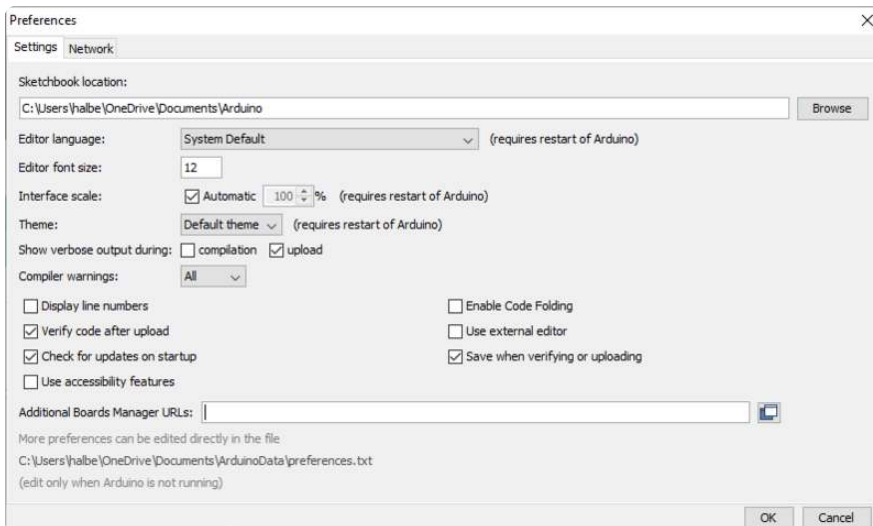 Preferences
Settings Network
Sketchbook location:
C:\Users\halbe\OneDrive\Documents\Arduino Browse
Editor language: System Default (requires restart of Arduino)
Editor font size: 12
Interface scale: Automatic 100 % (requires restart of Arduino)
Theme: Default theme (requires restart of Arduino)
Show verbose output during: compilation upload
Compiler warnings: All
Display line numbers Enable Code Folding
Verify code after upload Use external editor
Check for updates on startup Save when verifying or uploading
Use accessibility features
Additional Boards Manager URLs:
More preferences can be edited directly in the file
C:\Users\halbe\OneDrive\Documents\ArduinoData\preferences.txt
(edit only when Arduino is not running)
OK Cancel